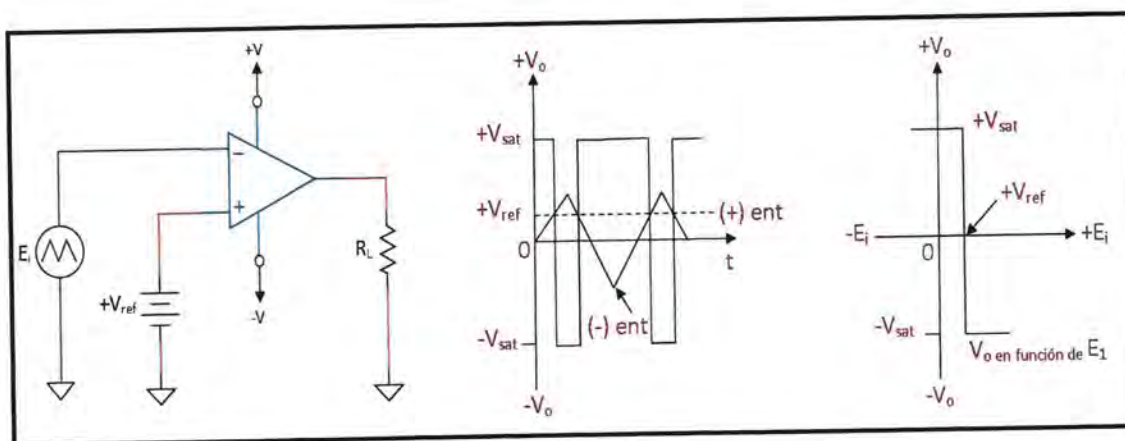 +V
−
+
-V
E_i
+V_ref
R_L
+V_o
+V_sat
+V_ref
(+) ent
0
t
(-) ent
-V_sat
-V_o
+V_o
+V_sat
+V_ref
-E_i
0
+E_i
-V_sat
V_o en función de E_1
-V_o